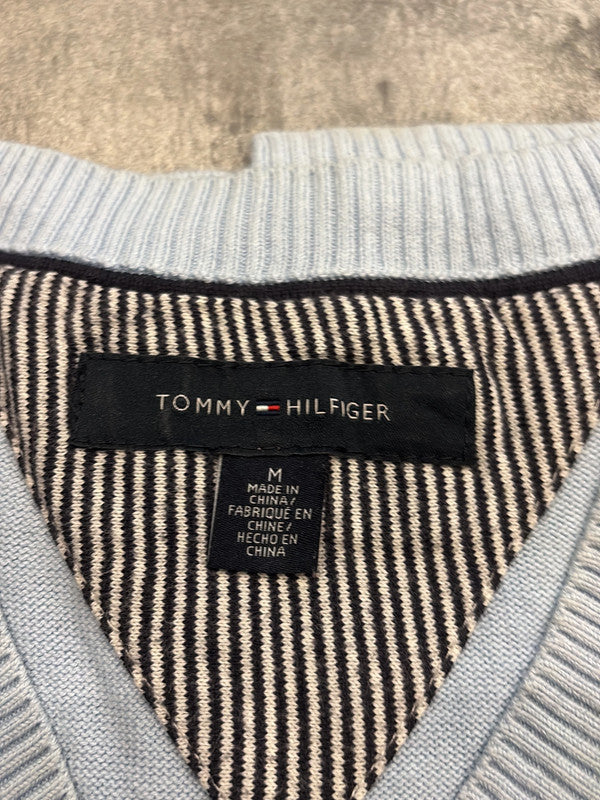 TOMMY HILFIGER
M
MADE IN
CHINA/
FABRIQUÉ EN
CHINE/
HECHO EN
CHINA